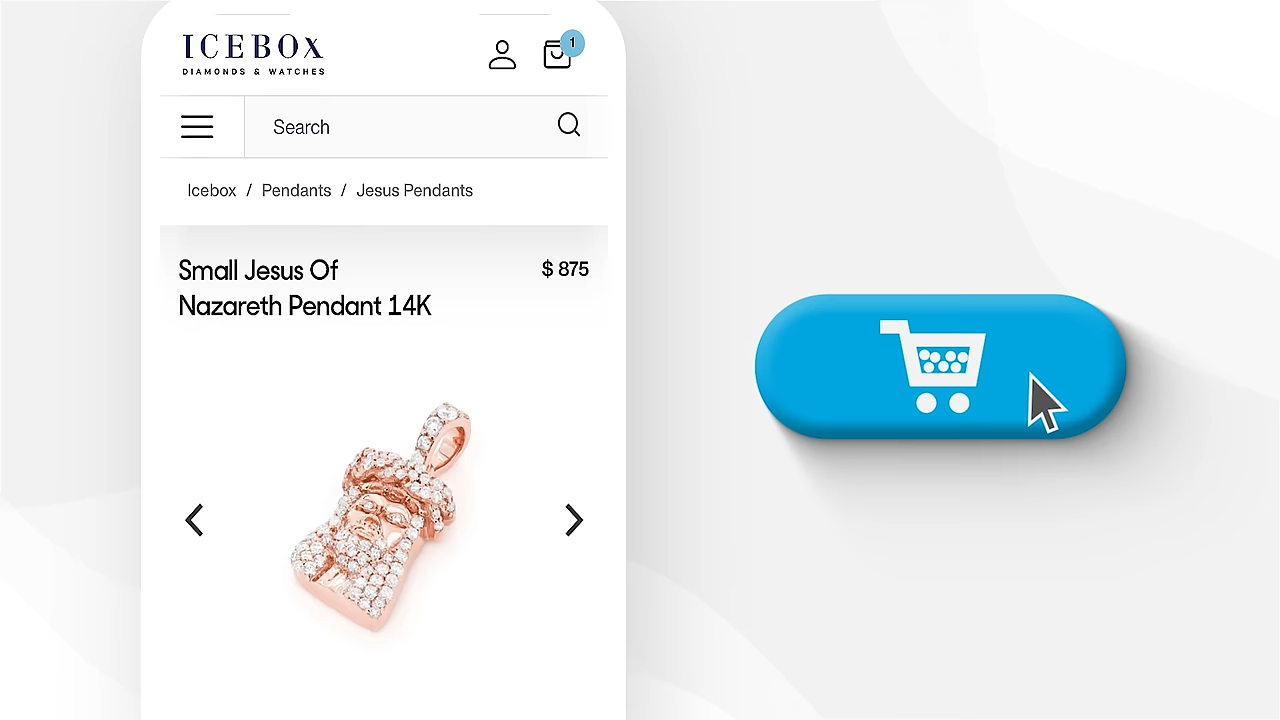 ICEBOX
DIAMONDS & WATCHES
1
Search
Icebox / Pendants / Jesus Pendants
Small Jesus Of
Nazareth Pendant 14K
$ 875